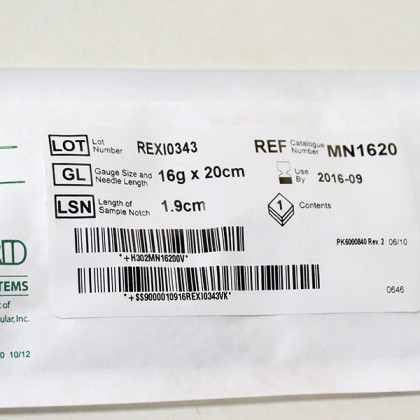 LOT Lot Number REXI0343
REF Catalogue Number MN1620
GL Gauge Size and Needle Length 16g x 20cm
Use By 2016-09
LSN Length of Sample Notch 1.9cm
1 Contents
*+H302MN16200V*
PK6000840 Rev. 2 06/10
*+$$9000010916REXI0343VK*
0646
TEMS
t of
ular, Inc.
0 10/12